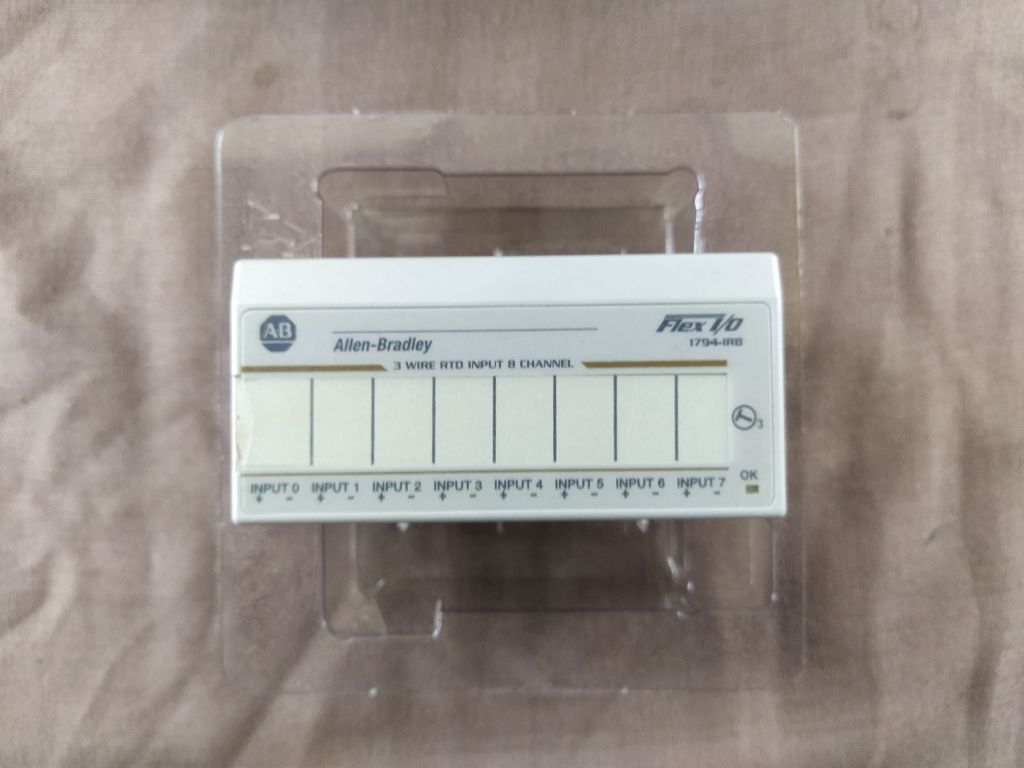 AB
Allen-Bradley
Flex I/O
1794-IR8
3 WIRE RTD INPUT 8 CHANNEL
3
OK
INPUT 0 INPUT 1 INPUT 2 INPUT 3 INPUT 4 INPUT 5 INPUT 6 INPUT 7
+ - + - + - + - + - + - + - + -